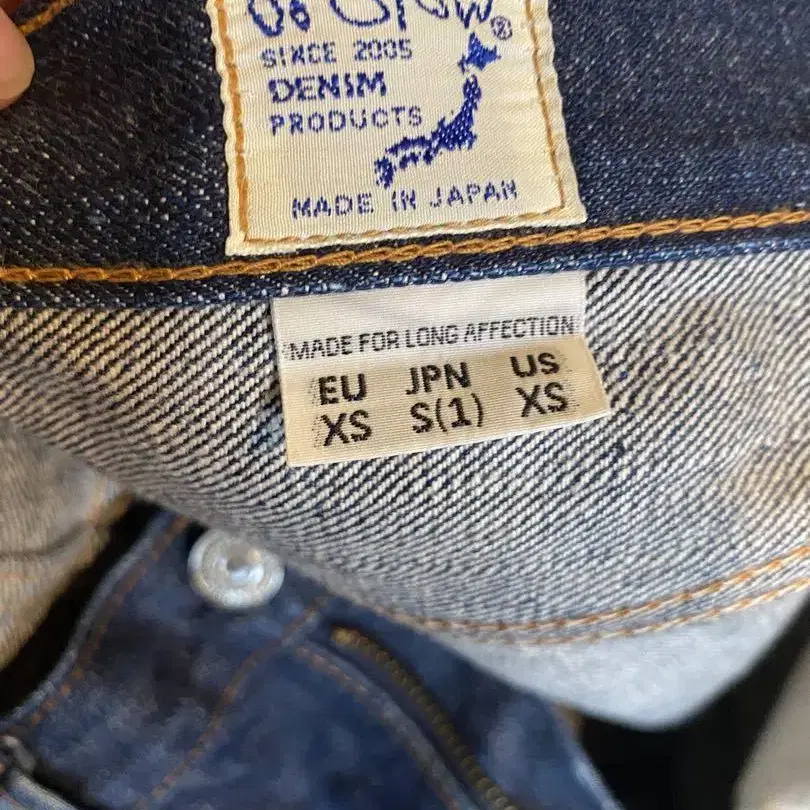 SINCE 2005
DENIM
PRODUCTS
MADE IN JAPAN
MADE FOR LONG AFFECTION
EU JPN US
XS S(1) XS